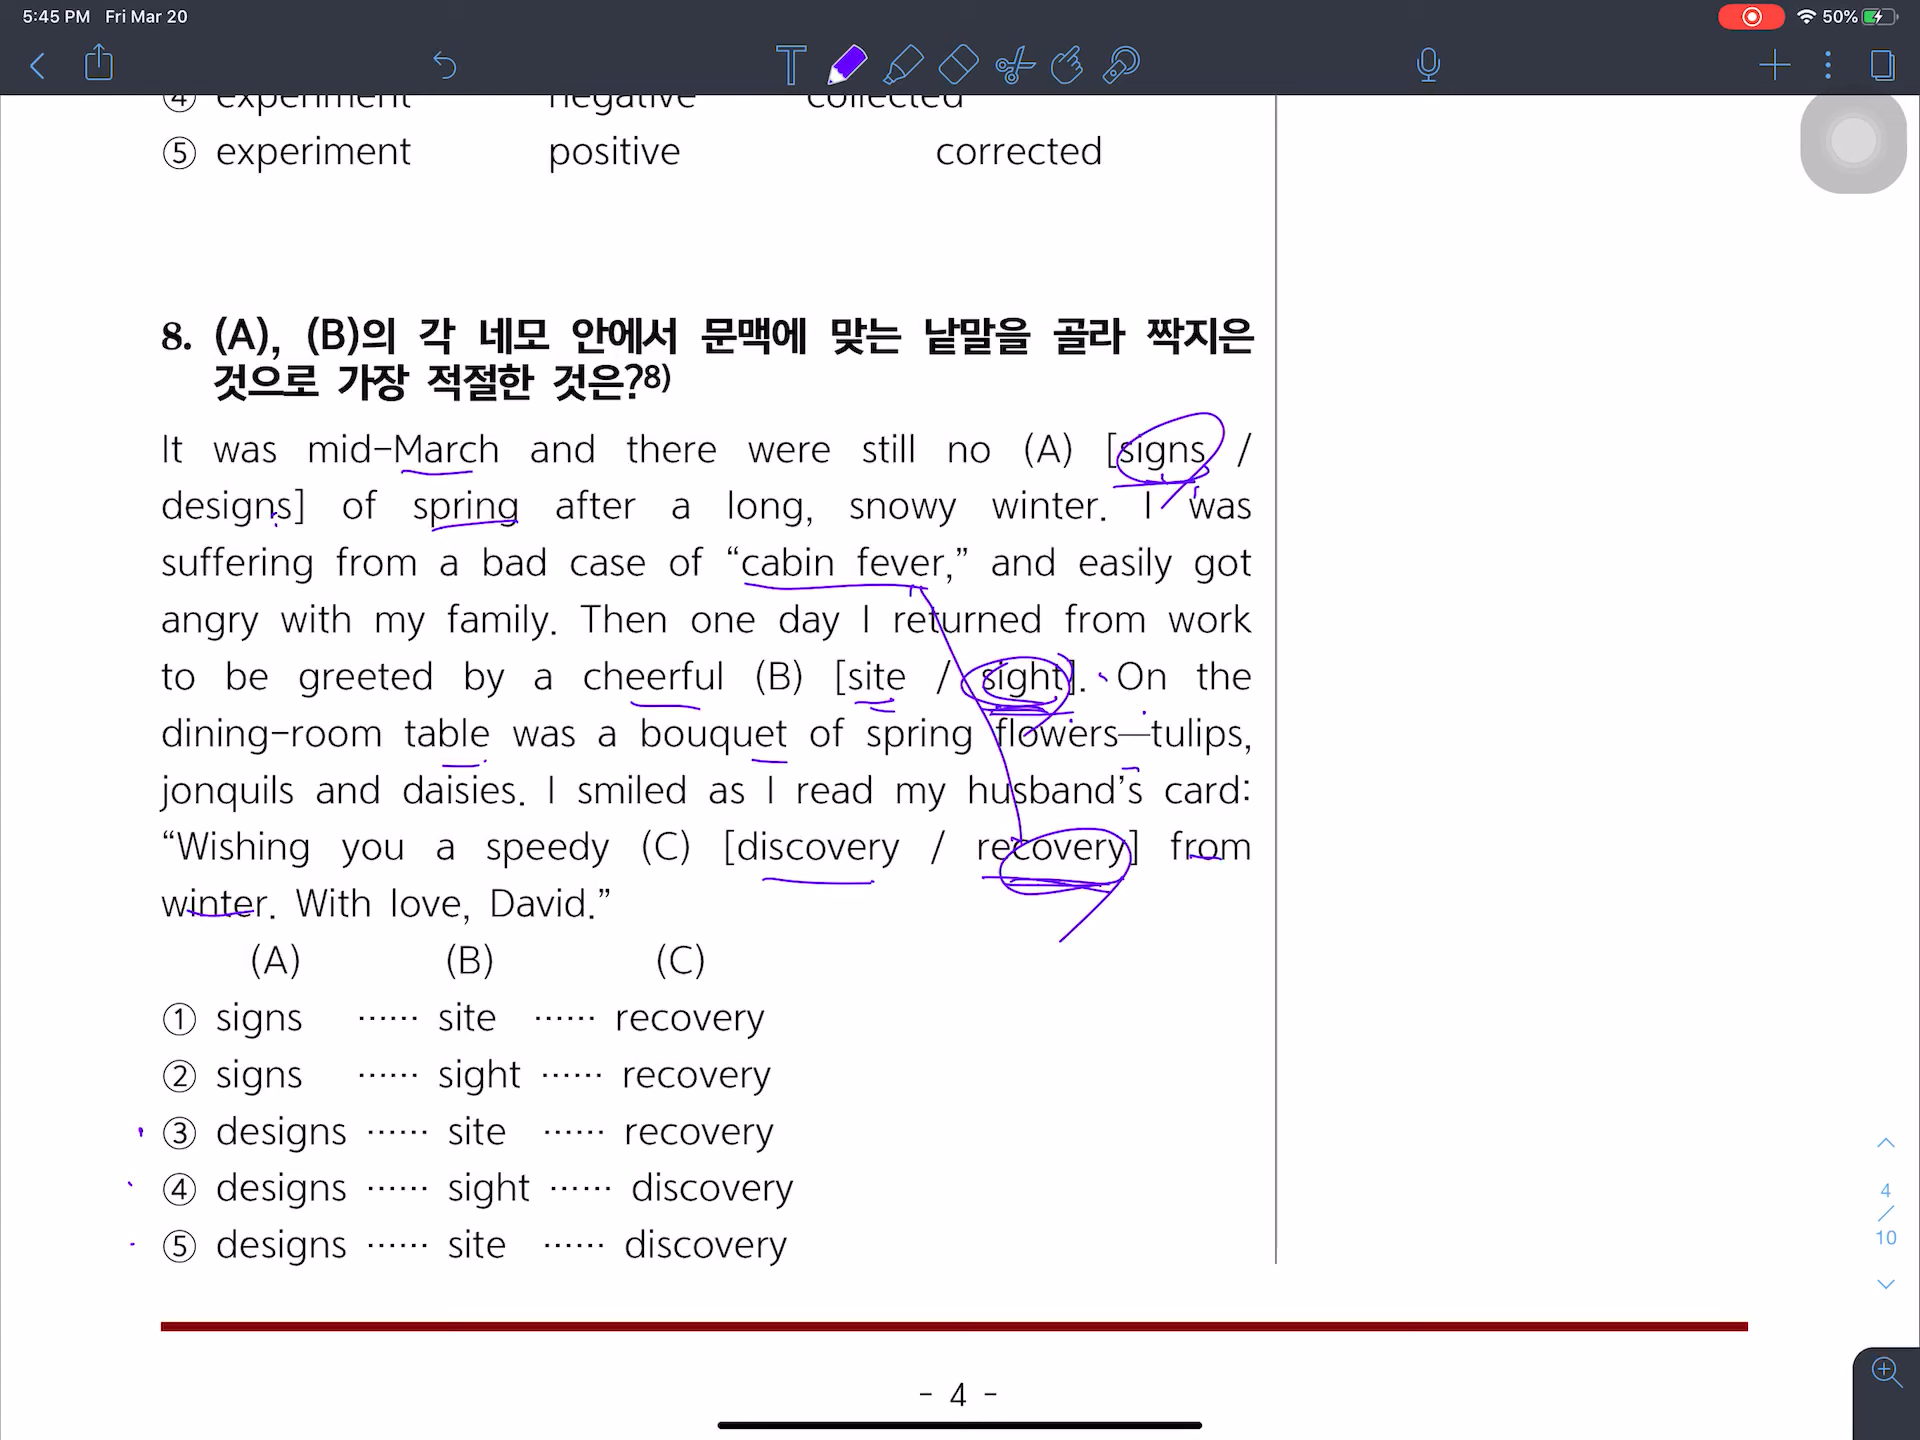 5:45 PM Fri Mar 20
50%
④ experiment negative collected
⑤ experiment positive corrected
8. (A), (B)의 각 네모 안에서 문맥에 맞는 낱말을 골라 짝지은
것으로 가장 적절한 것은?8)
It was mid-March and there were still no (A) [signs /
designs] of spring after a long, snowy winter. I was
suffering from a bad case of “cabin fever,” and easily got
angry with my family. Then one day I returned from work
to be greeted by a cheerful (B) [site / sight]. On the
dining-room table was a bouquet of spring flowers—tulips,
jonquils and daisies. I smiled as I read my husband’s card:
“Wishing you a speedy (C) [discovery / recovery] from
winter. With love, David.”
(A) (B) (C)
① signs ...... site ...... recovery
② signs ...... sight ...... recovery
③ designs ...... site ...... recovery
④ designs ...... sight ...... discovery
⑤ designs ...... site ...... discovery
4
/
10
- 4 -